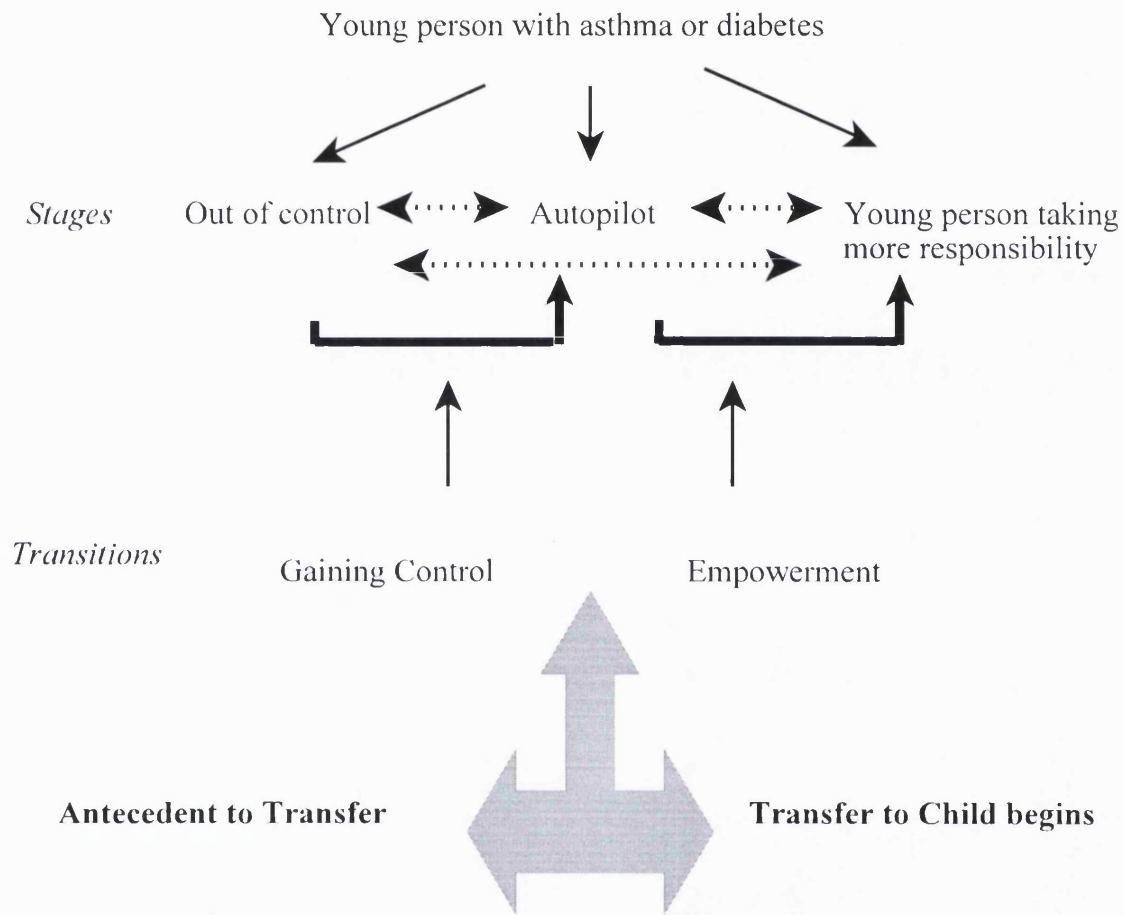 Young person with asthma or diabetes
Stages
Out of control
Autopilot
Young person taking
more responsibility
Transitions
Gaining Control
Empowerment
Antecedent to Transfer
Transfer to Child begins